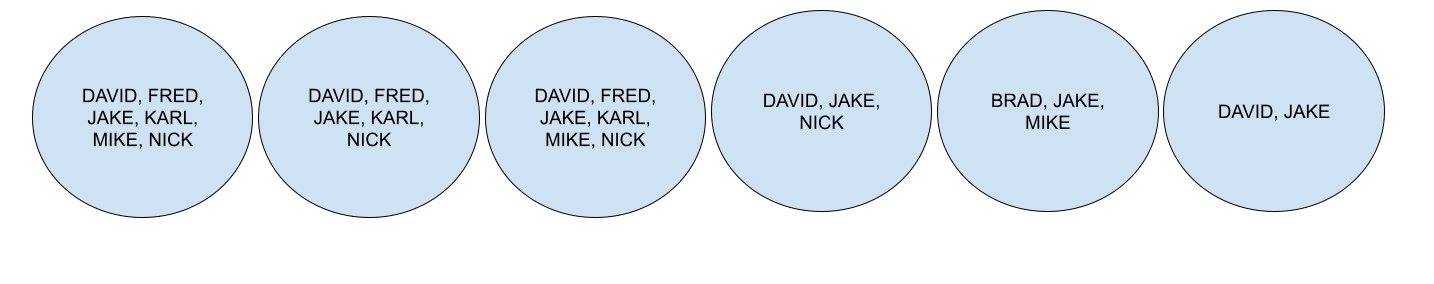 DAVID, FRED,
JAKE, KARL,
MIKE, NICK
DAVID, FRED,
JAKE, KARL,
NICK
DAVID, FRED,
JAKE, KARL,
MIKE, NICK
DAVID, JAKE,
NICK
BRAD, JAKE,
MIKE
DAVID, JAKE